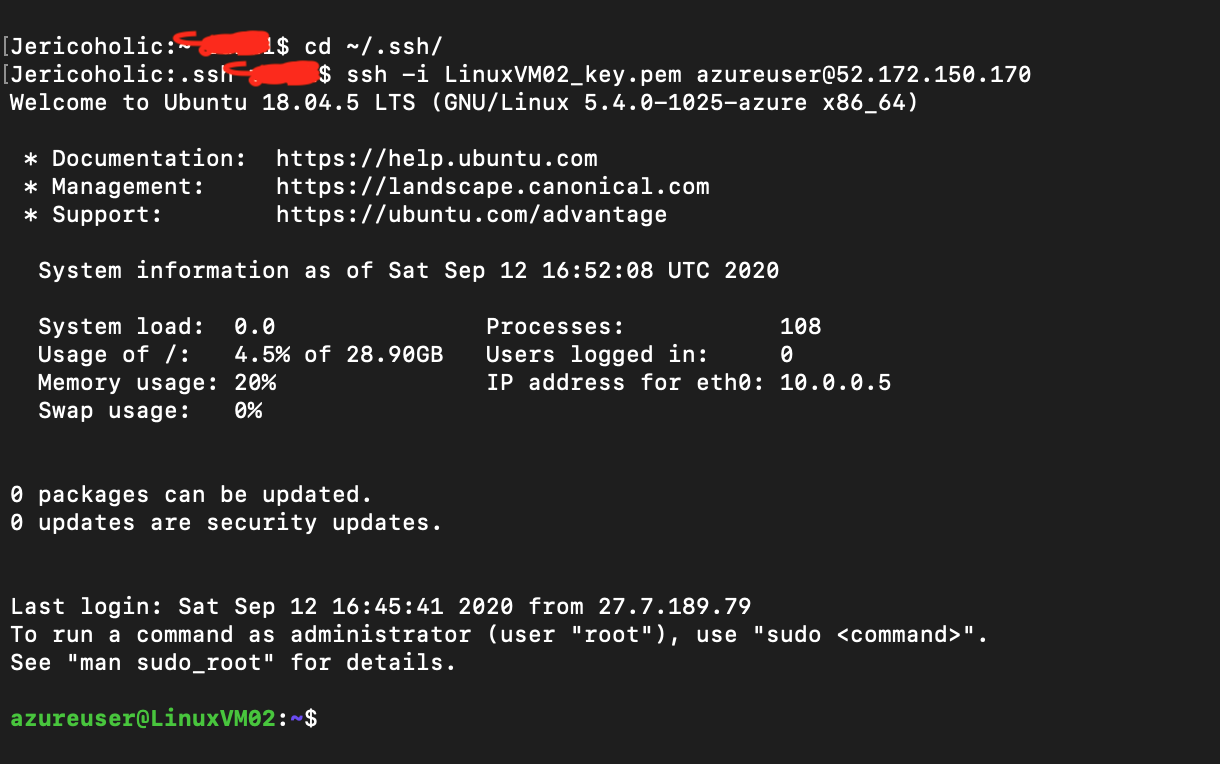 Jericoholic:~ $ cd ~/.ssh/
Jericoholic:.ssh $ ssh -i LinuxVM02_key.pem azureuser@52.172.150.170
Welcome to Ubuntu 18.04.5 LTS (GNU/Linux 5.4.0-1025-azure x86_64)
* Documentation:  https://help.ubuntu.com
* Management:     https://landscape.canonical.com
* Support:        https://ubuntu.com/advantage
System information as of Sat Sep 12 16:52:08 UTC 2020
System load:  0.0               Processes:           108
Usage of /:   4.5% of 28.90GB   Users logged in:     0
Memory usage: 20%               IP address for eth0: 10.0.0.5
Swap usage:   0%
0 packages can be updated.
0 updates are security updates.
Last login: Sat Sep 12 16:45:41 2020 from 27.7.189.79
To run a command as administrator (user "root"), use "sudo <command>".
See "man sudo_root" for details.
azureuser@LinuxVM02:~$